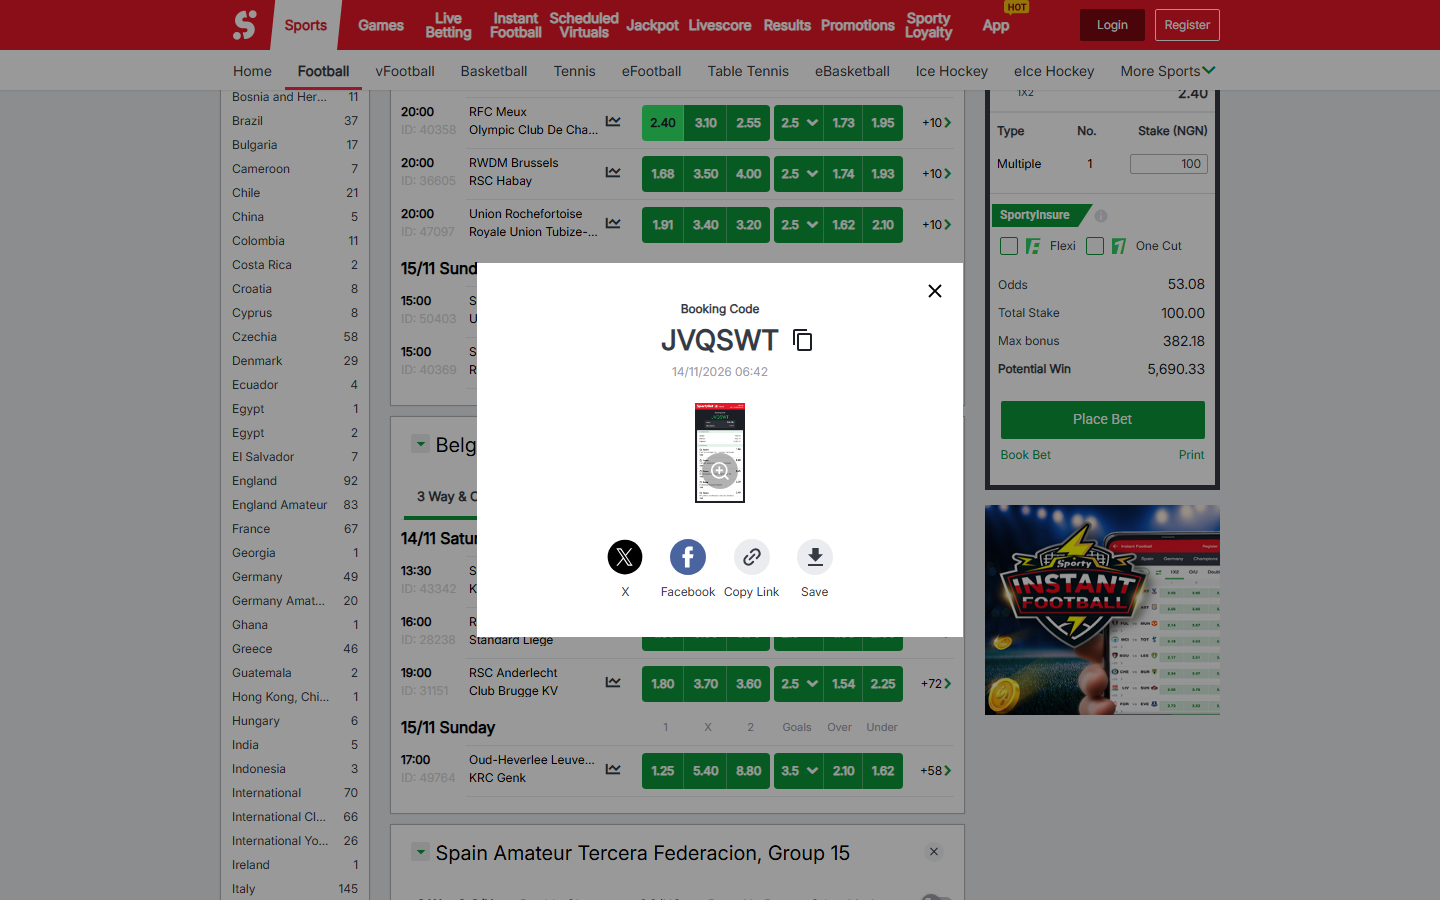 Sports
Games
Live Betting
Instant Football
Scheduled Virtuals
Jackpot
Livescore
Results
Promotions
Sporty Loyalty
App
HOT
Login
Register
Home
Football
vFootball
Basketball
Tennis
eFootball
Table Tennis
eBasketball
Ice Hockey
eIce Hockey
More Sports
Bosnia and Her... 11
Brazil 37
Bulgaria 17
Cameroon 7
Chile 21
China 5
Colombia 11
Costa Rica 2
Croatia 8
Cyprus 8
Czechia 58
Denmark 29
Ecuador 4
Egypt 1
Egypt 2
El Salvador 7
England 92
England Amateur 83
France 67
Georgia 1
Germany 49
Germany Amat... 20
Ghana 1
Greece 46
Guatemala 2
Hong Kong, Chi... 1
Hungary 6
India 5
Indonesia 3
International 70
International Cl... 66
International Yo... 26
Ireland 1
Italy 145
20:00 RFC Meux 2.40 3.10 2.55 2.5 1.73 1.95 +10
ID: 40358 Olympic Club De Cha...
20:00 RWDM Brussels 1.68 3.50 4.00 2.5 1.74 1.93 +10
ID: 36605 RSC Habay
20:00 Union Rochefortoise 1.91 3.40 3.20 2.5 1.62 2.10 +10
ID: 47097 Royale Union Tubize-...
15/11 Sund
15:00 S
ID: 50403 U
15:00 S
ID: 40369 R
Belg
3 Way & O
14/11 Satur
13:30 S
ID: 43342 K
16:00 R
ID: 28238 Standard Liege
19:00 RSC Anderlecht 1.80 3.70 3.60 2.5 1.54 2.25 +72
ID: 31151 Club Brugge KV
15/11 Sunday 1 X 2 Goals Over Under
17:00 Oud-Heverlee Leuve... 1.25 5.40 8.80 3.5 2.10 1.62 +58
ID: 49764 KRC Genk
Spain Amateur Tercera Federacion, Group 15
Booking Code
JVQSWT
14/11/2026 06:42
X
Facebook
Copy Link
Save
1X2 2.40
Type No. Stake (NGN)
Multiple 1 100
SportyInsure
Flexi
One Cut
Odds 53.08
Total Stake 100.00
Max bonus 382.18
Potential Win 5,690.33
Place Bet
Book Bet
Print
Sporty
INSTANT
FOOTBALL